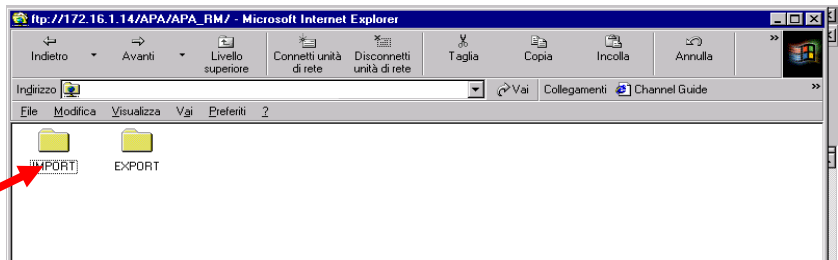 ftp://172.16.1.14/APA/APA_RM/ - Microsoft Internet Explorer
Indietro Avanti Livello superiore Connetti unità di rete Disconnetti unità di rete Taglia Copia Incolla Annulla »
Indirizzo Vai Collegamenti Channel Guide »
File Modifica Visualizza Vai Preferiti ?
IMPORT EXPORT